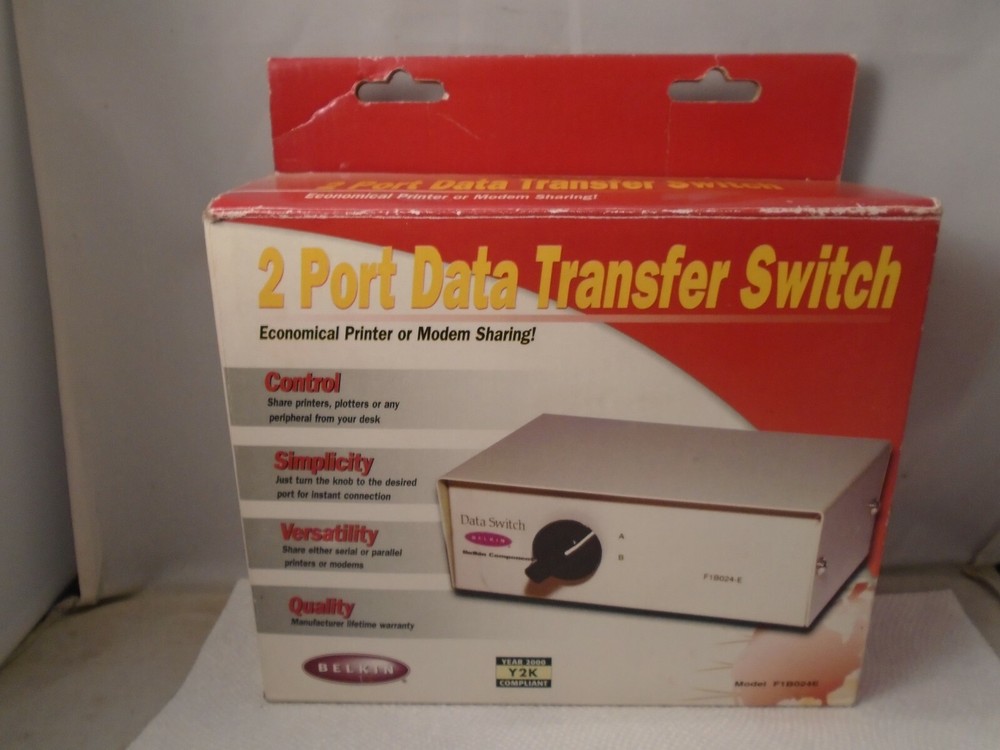 2 Port Data Transfer Switch
Economical Printer or Modem Sharing!
2 Port Data Transfer Switch
Economical Printer or Modem Sharing!
Control
Share printers, plotters or any
peripheral from your desk
Simplicity
Just turn the knob to the desired
port for instant connection
Versatility
Share either serial or parallel
printers or modems
Quality
Manufacturer lifetime warranty
Data Switch
BELKIN
Belkin Components
A
B
F1B024-E
BELKIN
YEAR 2000
Y2K
COMPLIANT
Model F1B024E